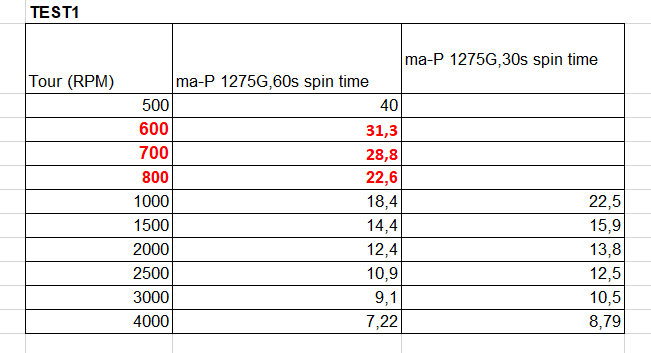 TEST1
ma-P 1275G,30s spin time
Tour (RPM) ma-P 1275G,60s spin time
500 40
600 31,3
700 28,8
800 22,6
1000 18,4 22,5
1500 14,4 15,9
2000 12,4 13,8
2500 10,9 12,5
3000 9,1 10,5
4000 7,22 8,79